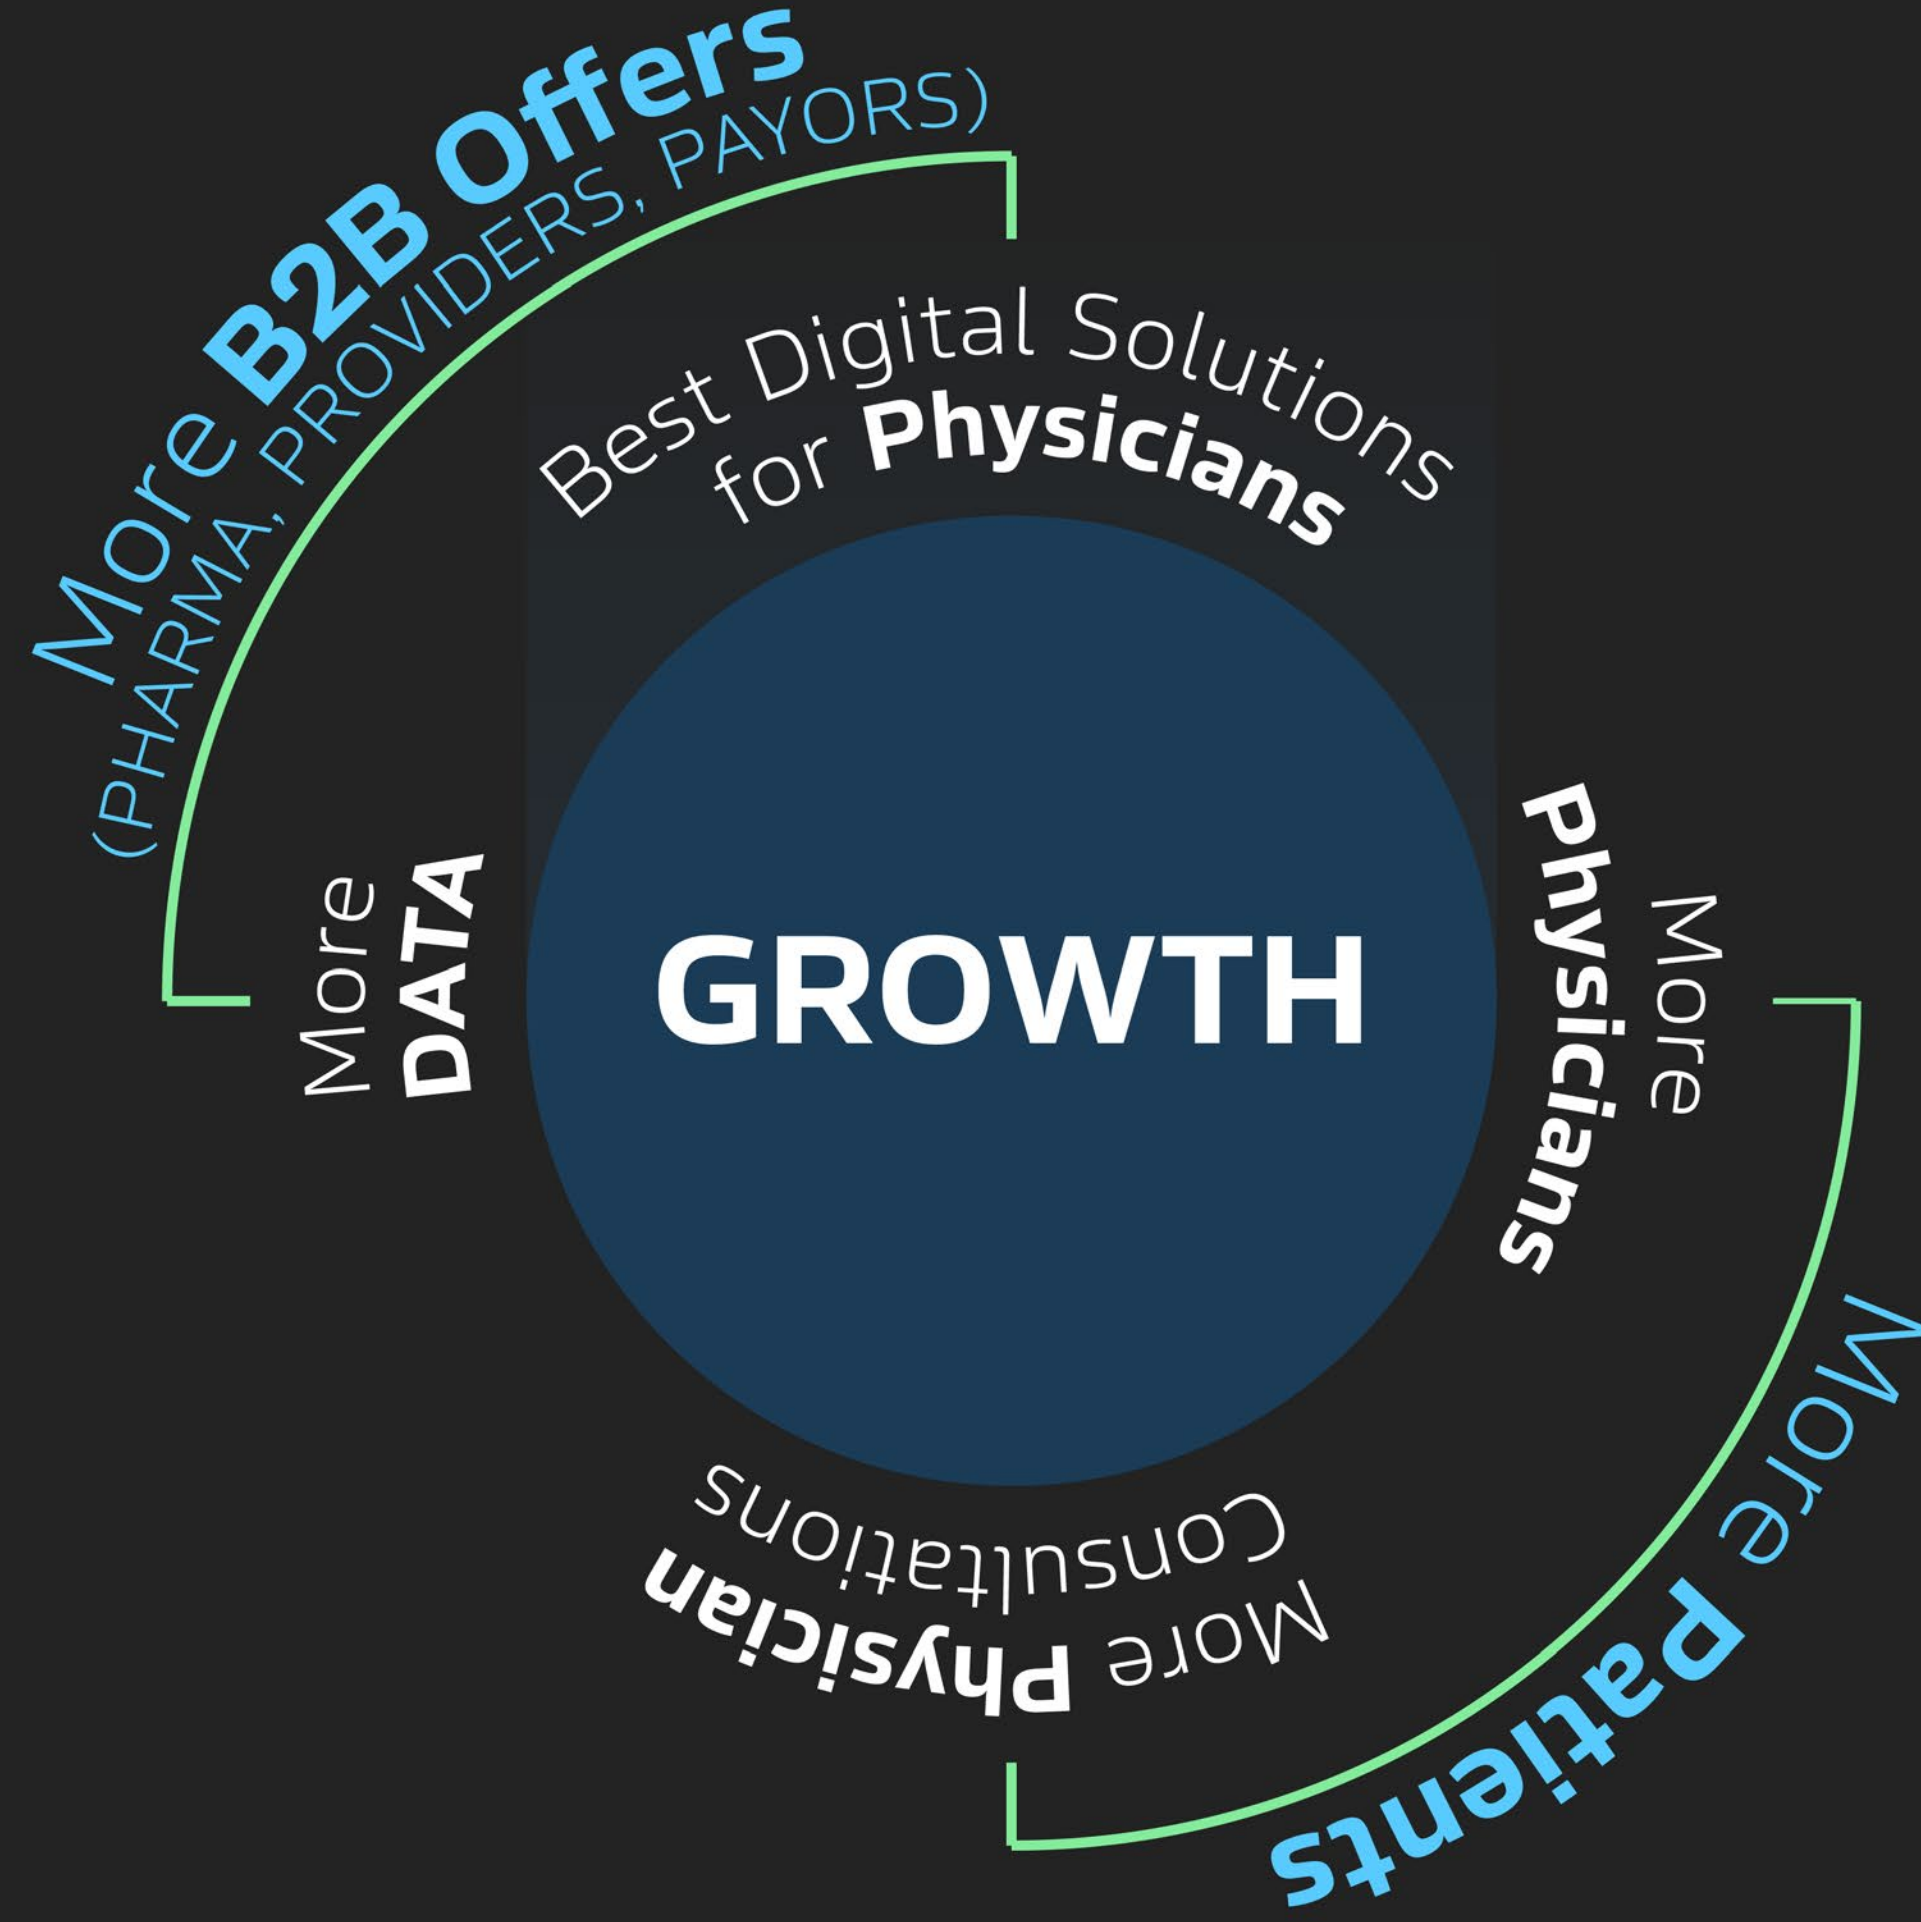 More B2B Offers
(PHARMA, PROVIDERS, PAYORS)
Best Digital Solutions
for Physicians
More
Physicians
More Patients
More Physician
Consultations
More
DATA
GROWTH